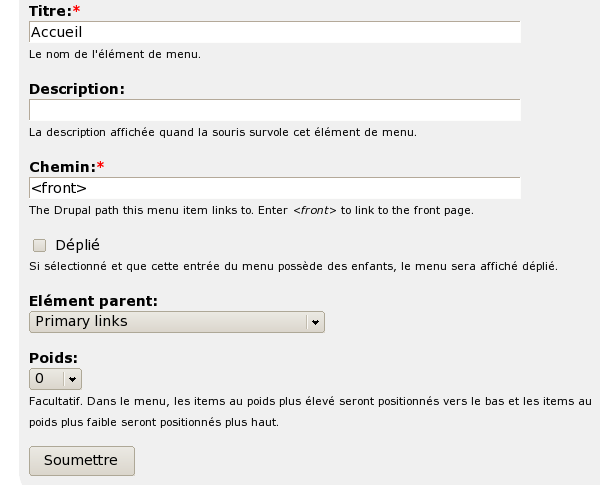 Titre:*
Accueil
Le nom de l'élément de menu.
Description:
La description affichée quand la souris survole cet élément de menu.
Chemin:*
<front>
The Drupal path this menu item links to. Enter <front> to link to the front page.
Déplié
Si sélectionné et que cette entrée du menu possède des enfants, le menu sera affiché déplié.
Elément parent:
Primary links
Poids:
0
Facultatif. Dans le menu, les items au poids plus élevé seront positionnés vers le bas et les items au
poids plus faible seront positionnés plus haut.
Soumettre